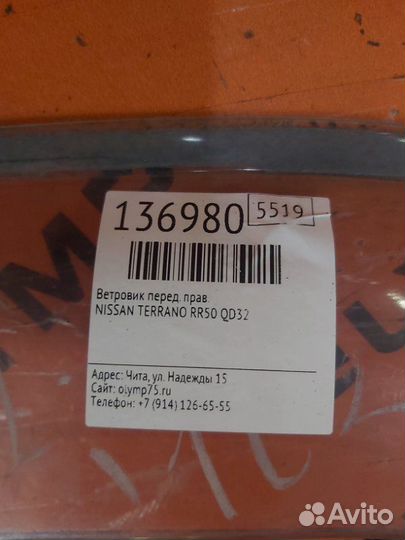 136980 5519
Ветровик перед. прав.
NISSAN TERRANO RR50 QD32
Адрес: Чита, ул. Надежды 15
Сайт: olymp75.ru
Телефон: +7 (914) 126-65-55
Avito